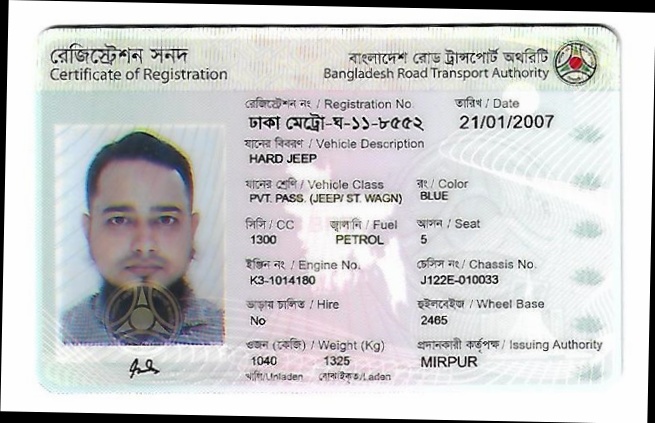 রেজিস্ট্রেশন সনদ
Certificate of Registration
বাংলাদেশ রোড ট্রান্সপোর্ট অথরিটি
Bangladesh Road Transport Authority
রেজিস্ট্রেশন নং / Registration No.
তারিখ / Date
ঢাকা মেট্রো-ঘ-১১-৮৫৫২
21/01/2007
যানের বিবরণ / Vehicle Description
HARD JEEP
যানের শ্রেণি / Vehicle Class
রং / Color
PVT. PASS. (JEEP/ ST. WAGN)
BLUE
সিসি / CC
জ্বালানি / Fuel
আসন / Seat
1300
PETROL
5
ইঞ্জিন নং / Engine No.
চেসিস নং / Chassis No.
K3-1014180
J122E-010033
ভাড়ায় চালিত / Hire
হুইলবেইজ / Wheel Base
No
2465
ওজন (কেজি) / Weight (Kg)
প্রদানকারী কর্তৃপক্ষ / Issuing Authority
1040
1325
MIRPUR
খালি/Unladen
বোঝাইকৃত/Laden